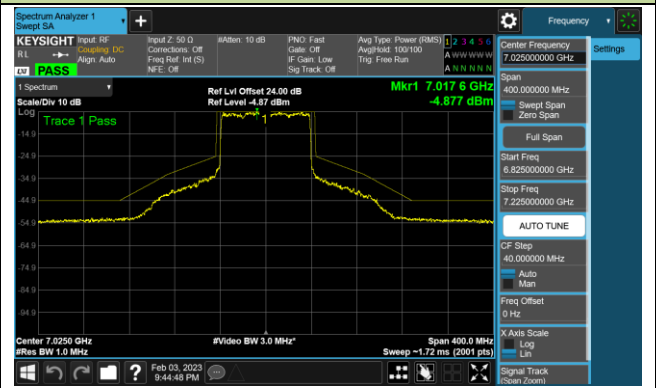 Spectrum Analyzer 1
Swept SA
Frequency
KEYSIGHT Input: RF Input Z: 50 Ω #Atten: 10 dB PNO: Fast Avg Type: Power (RMS) 1 2 3 4 5 6
RL Coupling: DC Corrections: Off Gate: Off Avg|Hold: 100/100 A W W W W W
Align: Auto Freq Ref: Int (S) IF Gain: Low Trig: Free Run
LXI PASS NFE: Off Sig Track: Off A N N N N N
Center Frequency
7.025000000 GHz
Settings
1 Spectrum
Scale/Div 10 dB
Ref Lvl Offset 24.00 dB
Ref Level -4.87 dBm
Mkr1 7.017 6 GHz
-4.877 dBm
Log
Trace 1 Pass
1
-14.9
-24.9
-34.9
-44.9
-54.9
-64.9
-74.9
-84.9
-94.9
Span
400.000000 MHz
Swept Span
Zero Span
Full Span
Start Freq
6.825000000 GHz
Stop Freq
7.225000000 GHz
AUTO TUNE
CF Step
40.000000 MHz
Auto
Man
Freq Offset
0 Hz
X Axis Scale
Log
Lin
Signal Track
(Span Zoom)
Center 7.0250 GHz #Video BW 3.0 MHz* Span 400.0 MHz
#Res BW 1.0 MHz Sweep ~1.72 ms (2001 pts)
? Feb 03, 2023
9:44:48 PM